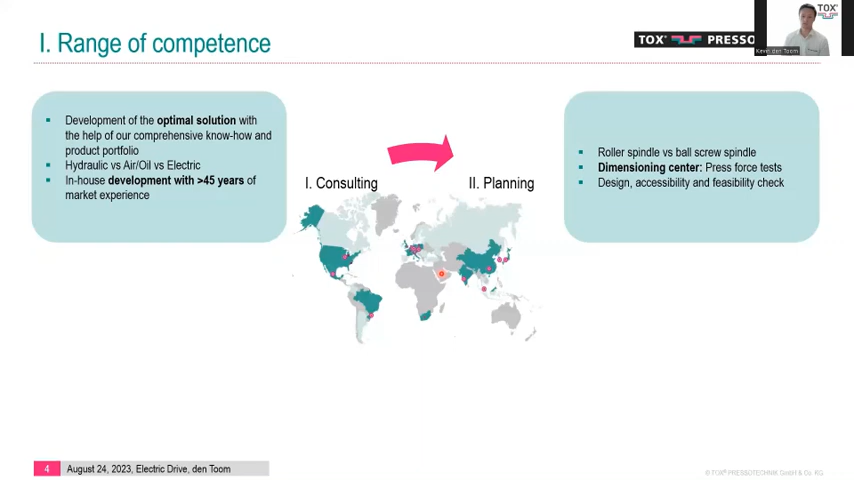 I. Range of competence
TOX® PRESSO
TOX®
Kevin den Toom
▪ Development of the optimal solution with
the help of our comprehensive know-how and
product portfolio
▪ Hydraulic vs Air/Oil vs Electric
▪ In-house development with >45 years of
market experience
I. Consulting
II. Planning
▪ Roller spindle vs ball screw spindle
▪ Dimensioning center: Press force tests
▪ Design, accessibility and feasibility check
4 August 24, 2023, Electric Drive, den Toom
© TOX® PRESSOTECHNIK GmbH & Co. KG